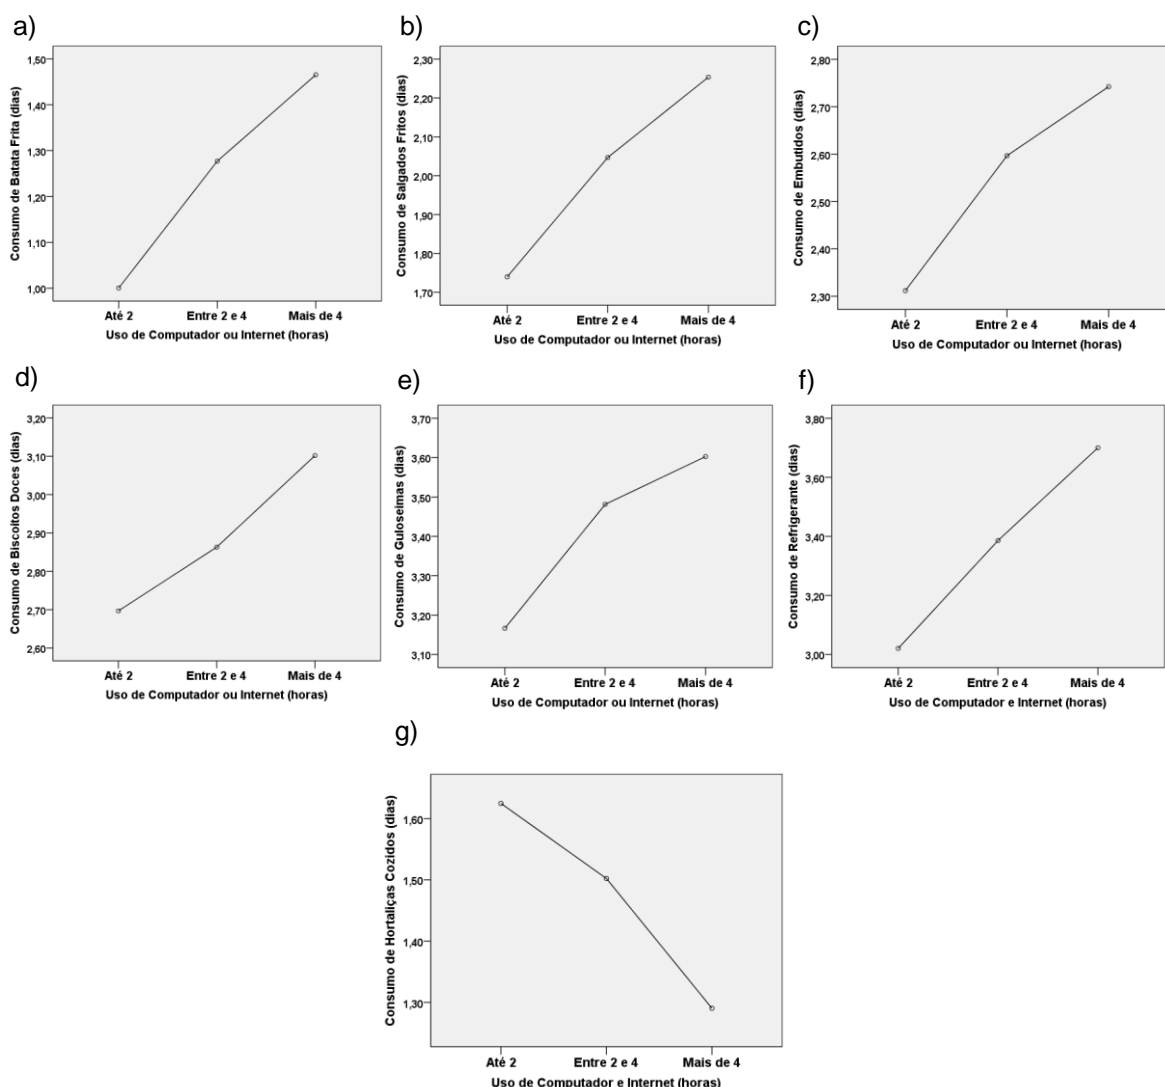 a)
Consumo de Batata Frita (dias)
1,50
1,40
1,30
1,20
1,10
1,00
Até 2
Entre 2 e 4
Mais de 4
Uso de Computador ou Internet (horas)
b)
Consumo de Salgados Fritos (dias)
2,30
2,20
2,10
2,00
1,90
1,80
1,70
Até 2
Entre 2 e 4
Mais de 4
Uso de Computador ou Internet (horas)
c)
Consumo de Embutidos (dias)
2,80
2,70
2,60
2,50
2,40
2,30
Até 2
Entre 2 e 4
Mais de 4
Uso de Computador ou Internet (horas)
d)
Consumo de Biscoitos Doces (dias)
3,20
3,10
3,00
2,90
2,80
2,70
2,60
Até 2
Entre 2 e 4
Mais de 4
Uso de Computador ou Internet (horas)
e)
Consumo de Guloseimas (dias)
3,70
3,60
3,50
3,40
3,30
3,20
3,10
Até 2
Entre 2 e 4
Mais de 4
Uso de Computador ou Internet (horas)
f)
Consumo de Refrigerante (dias)
3,80
3,60
3,40
3,20
3,00
Até 2
Entre 2 e 4
Mais de 4
Uso de Computador e Internet (horas)
g)
Consumo de Hortaliças Cozidos (dias)
1,60
1,50
1,40
1,30
Até 2
Entre 2 e 4
Mais de 4
Uso de Computador e Internet (horas)